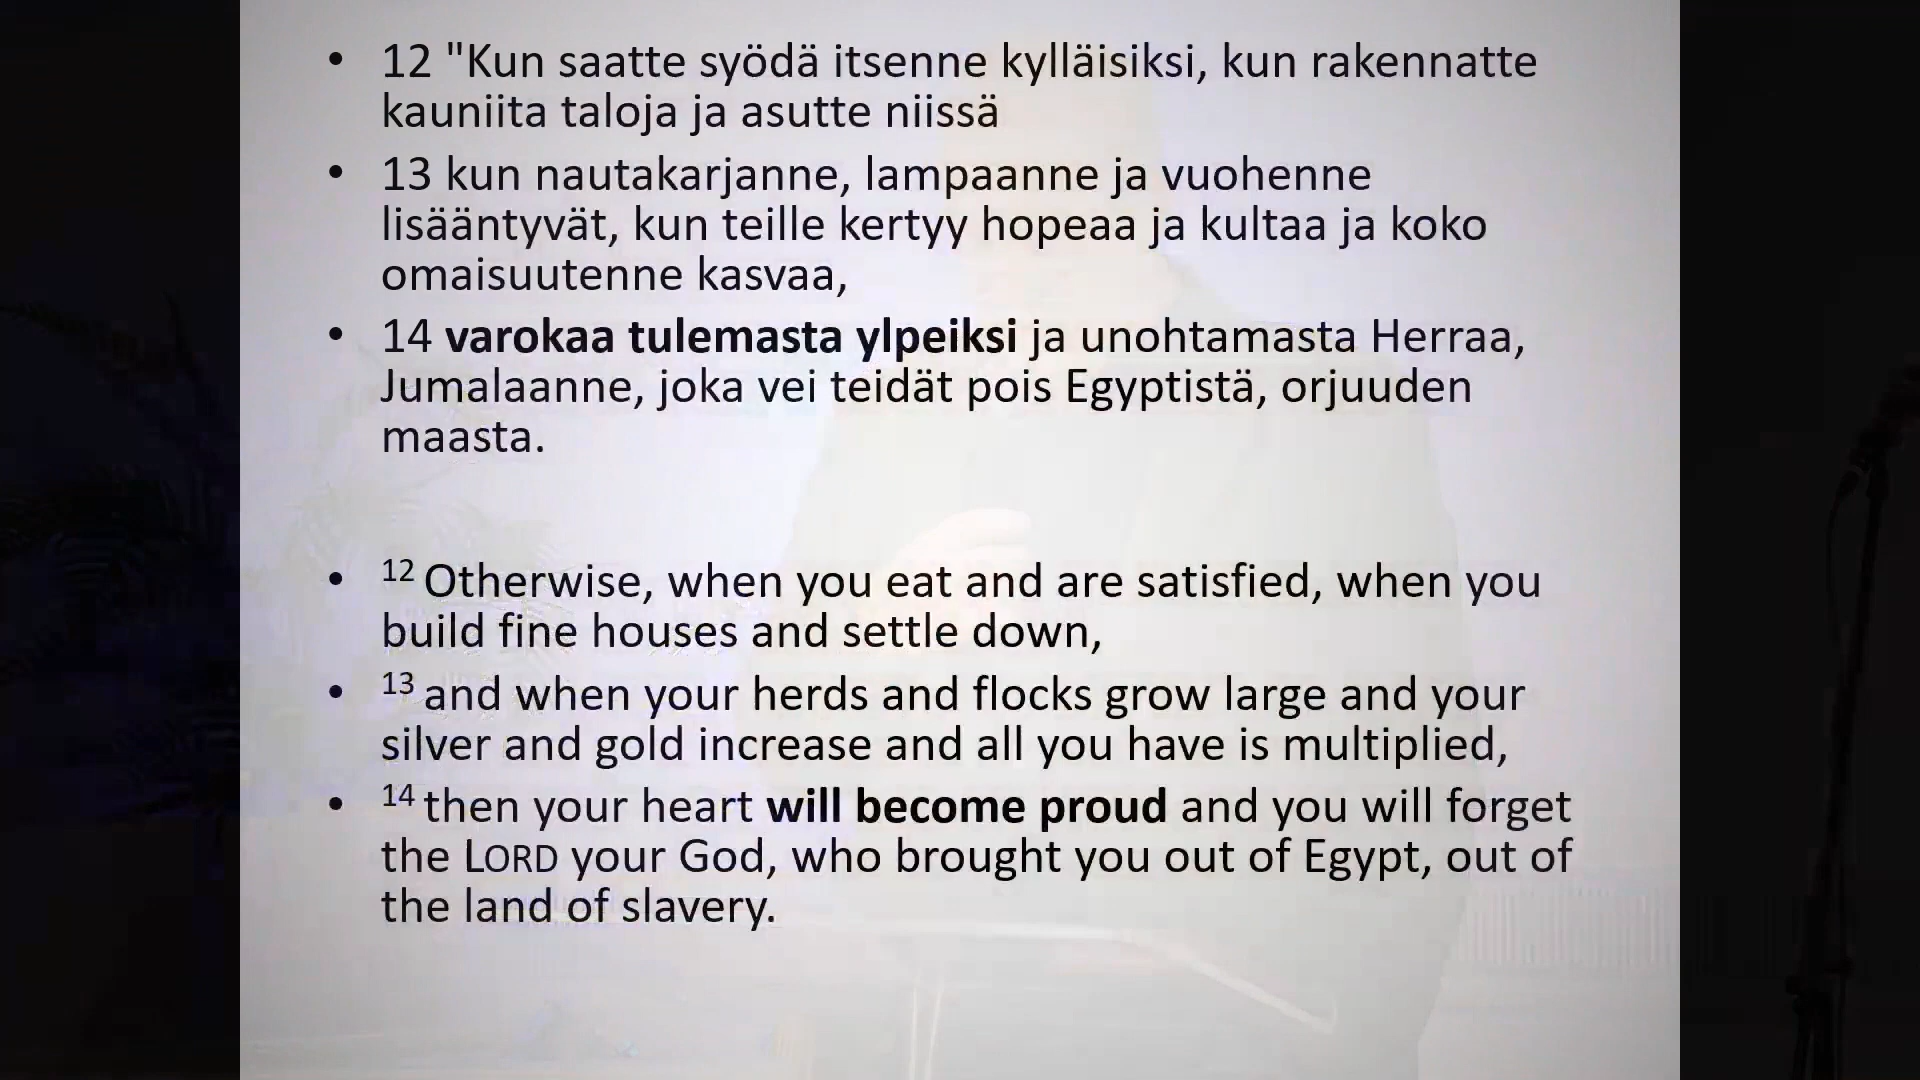 • 12 "Kun saatte syödä itsenne kylläisiksi, kun rakennatte
kauniita taloja ja asutte niissä
• 13 kun nautakarjanne, lampaanne ja vuohenne
lisääntyvät, kun teille kertyy hopeaa ja kultaa ja koko
omaisuutenne kasvaa,
• 14 varokaa tulemasta ylpeiksi ja unohtamasta Herraa,
Jumalaanne, joka vei teidät pois Egyptistä, orjuuden
maasta.
• 12 Otherwise, when you eat and are satisfied, when you
build fine houses and settle down,
• 13 and when your herds and flocks grow large and your
silver and gold increase and all you have is multiplied,
• 14 then your heart will become proud and you will forget
the LORD your God, who brought you out of Egypt, out of
the land of slavery.